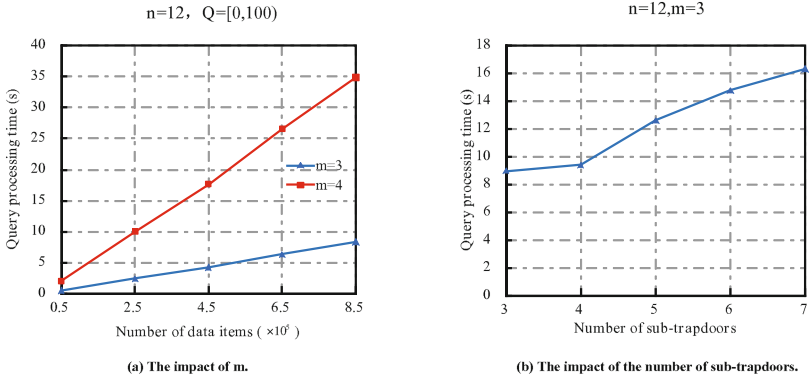 n=12，Q=[0,100)
40
35
30
25
20
15
10
5
0
Query processing time (s)
m=3
m=4
0.5 2.5 4.5 6.5 8.5
Number of data items ( ×10⁵ )
(a) The impact of m.
n=12,m=3
18
16
14
12
10
8
6
4
2
0
Query processing time (s)
3 4 5 6 7
Number of sub-trapdoors
(b) The impact of the number of sub-trapdoors.